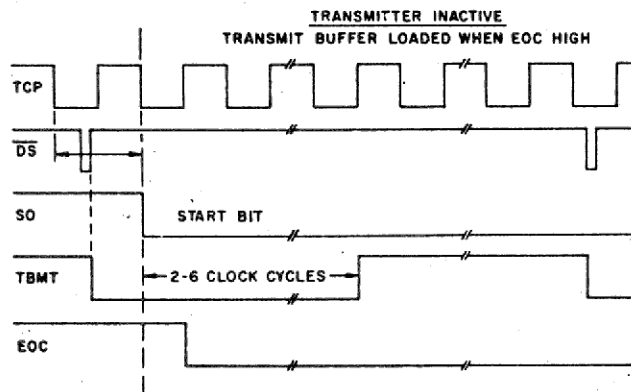 TRANSMITTER INACTIVE
TRANSMIT BUFFER LOADED WHEN EOC HIGH
TCP
DS
SO
START BIT
TBMT
2-6 CLOCK CYCLES
EOC